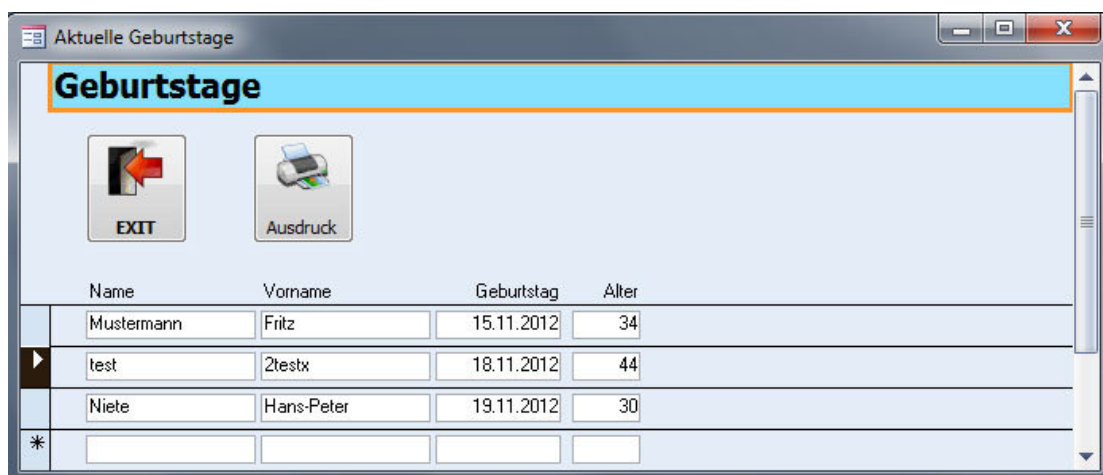 Aktuelle Geburtstage
Geburtstage
EXIT Ausdruck
Name Vorname Geburtstag Alter
Mustermann Fritz 15.11.2012 34
test 2testx 18.11.2012 44
Niete Hans-Peter 19.11.2012 30